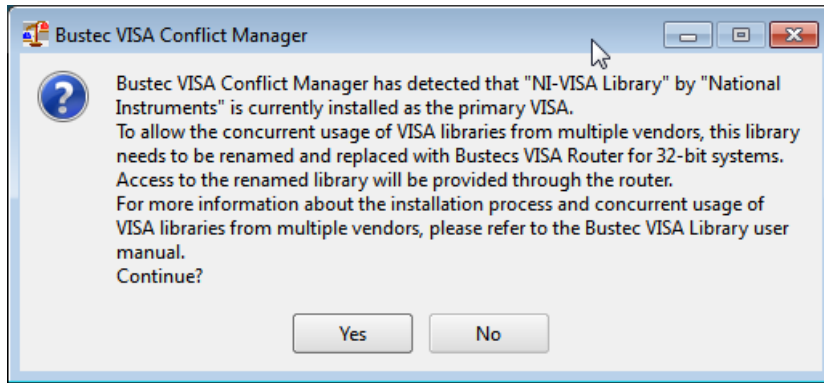 Bustec VISA Conflict Manager
Bustec VISA Conflict Manager has detected that "NI-VISA Library" by "National
Instruments" is currently installed as the primary VISA.
To allow the concurrent usage of VISA libraries from multiple vendors, this library
needs to be renamed and replaced with Bustecs VISA Router for 32-bit systems.
Access to the renamed library will be provided through the router.
For more information about the installation process and concurrent usage of
VISA libraries from multiple vendors, please refer to the Bustec VISA Library user
manual.
Continue?
Yes No